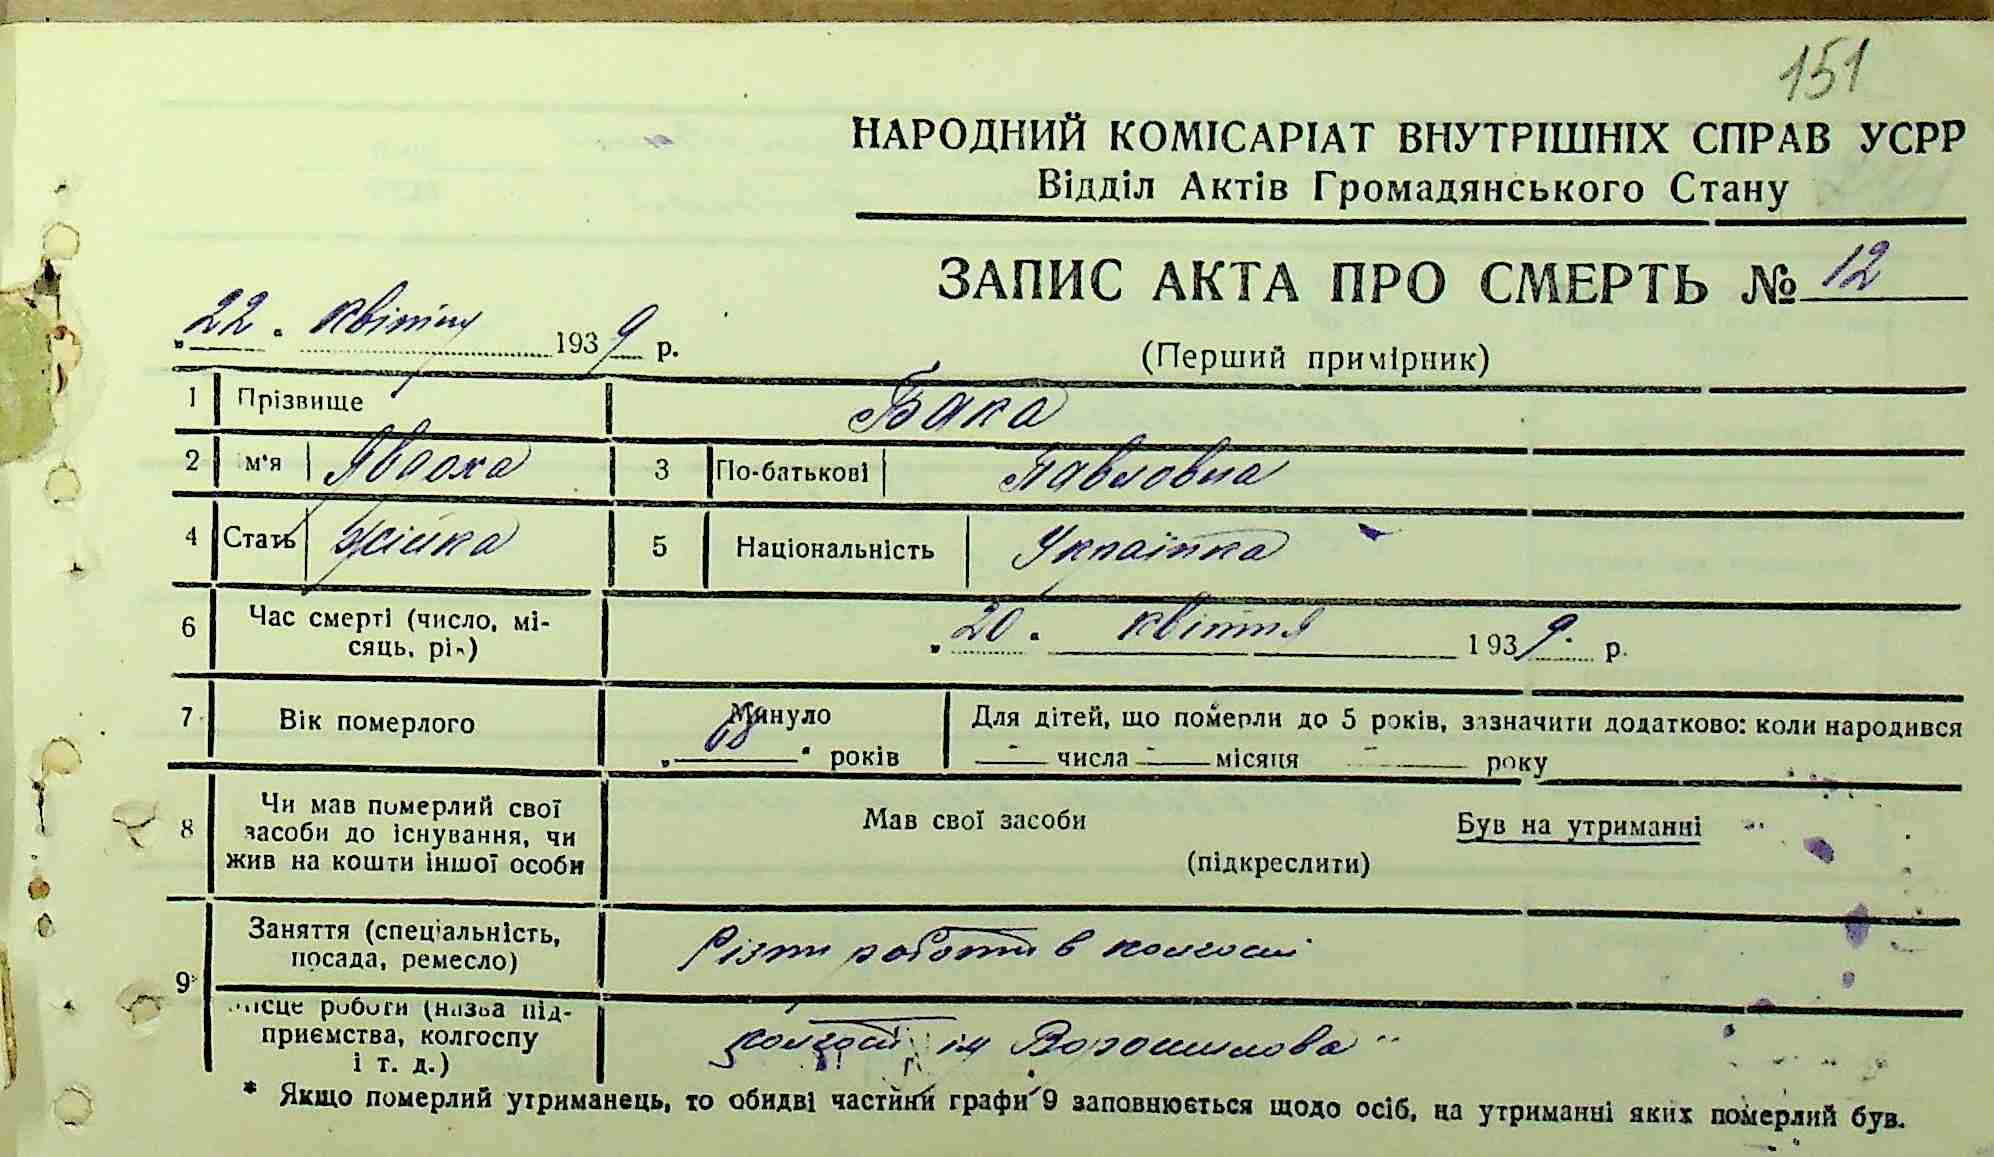 151
НАРОДНИЙ КОМІСАРІАТ ВНУТРІШНІХ СПРАВ УСРР
Відділ Актів Громадянського Стану
ЗАПИС АКТА ПРО СМЕРТЬ № 12
„22" квітня 1939 р.
(Перший примірник)
1 Прізвище Бака
2 м'я Явдоха 3 По-батькові Павловна
4 Стать жінка 5 Національність Українка
6 Час смерті (число, мі-
сяць, рік) „20" квітня 1939 р.
7 Вік померлого Минуло „68" років Для дітей, що померли до 5 років, зазначити додатково: коли народився
- числа - місяця - року
8 Чи мав померлий свої
засоби до існування, чи
жив на кошти іншої особи
Мав свої засоби Був на утриманні
(підкреслити)
9 Заняття (спеціальність,
посада, ремесло) Різни роботи в колгоспі
місце роботи (назва під-
приємства, колгоспу
і т. д.) колгосп ім Ворошилова
* Якщо померлий утриманець, то обидві частини графи 9 заповнюється щодо осіб, на утриманні яких померлий був.